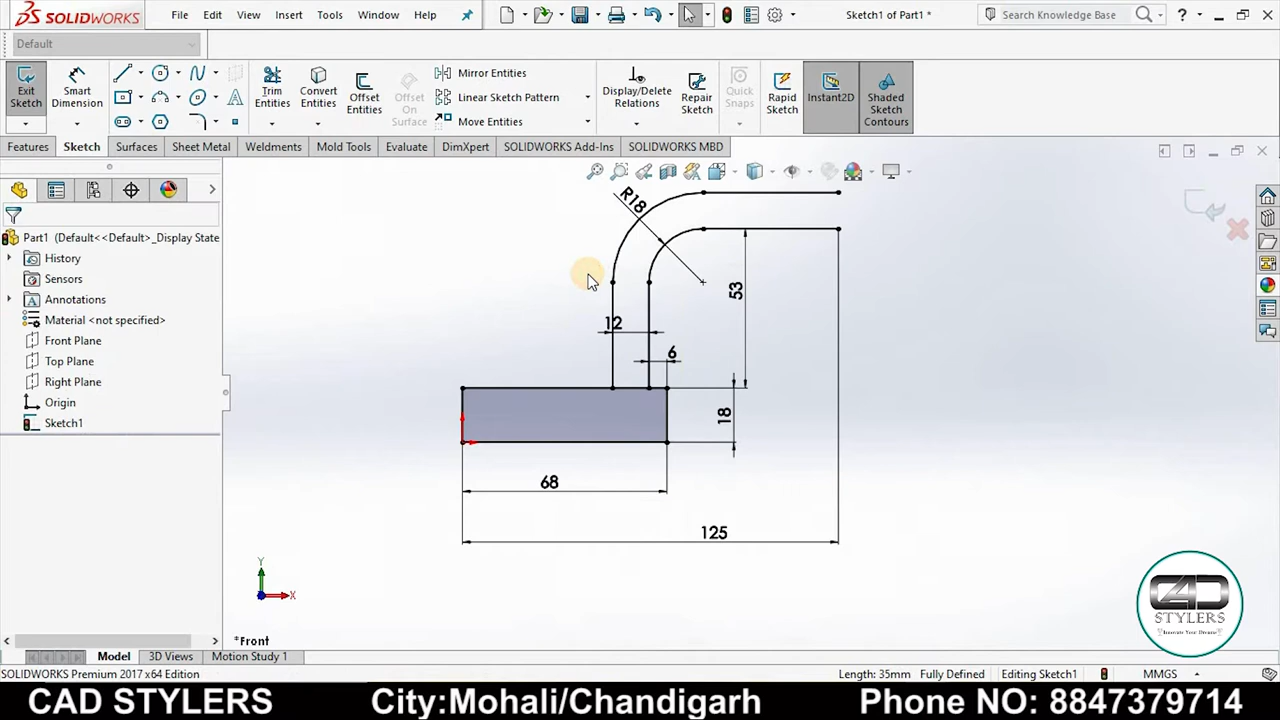 SOLIDWORKS
File Edit View Insert Tools Window Help
Sketch1 of Part1 *
Search Knowledge Base
?
Default
Exit Sketch
Smart Dimension
Trim Entities
Convert Entities
Offset Entities
Offset On Surface
Mirror Entities
Linear Sketch Pattern
Move Entities
Display/Delete Relations
Repair Sketch
Quick Snaps
Rapid Sketch
Instant2D
Shaded Sketch Contours
Features Sketch Surfaces Sheet Metal Weldments Mold Tools Evaluate DimXpert SOLIDWORKS Add-Ins SOLIDWORKS MBD
Part1 (Default<<Default>_Display State
History
Sensors
Annotations
Material <not specified>
Front Plane
Top Plane
Right Plane
Origin
Sketch1
R18
53
12
6
18
68
125
Y
X
*Front
CAD
STYLERS
Innovate Your Dreams
Model 3D Views Motion Study 1
SOLIDWORKS Premium 2017 x64 Edition
Length: 35mm Fully Defined Editing Sketch1 MMGS
CAD STYLERS City:Mohali/Chandigarh Phone NO: 8847379714